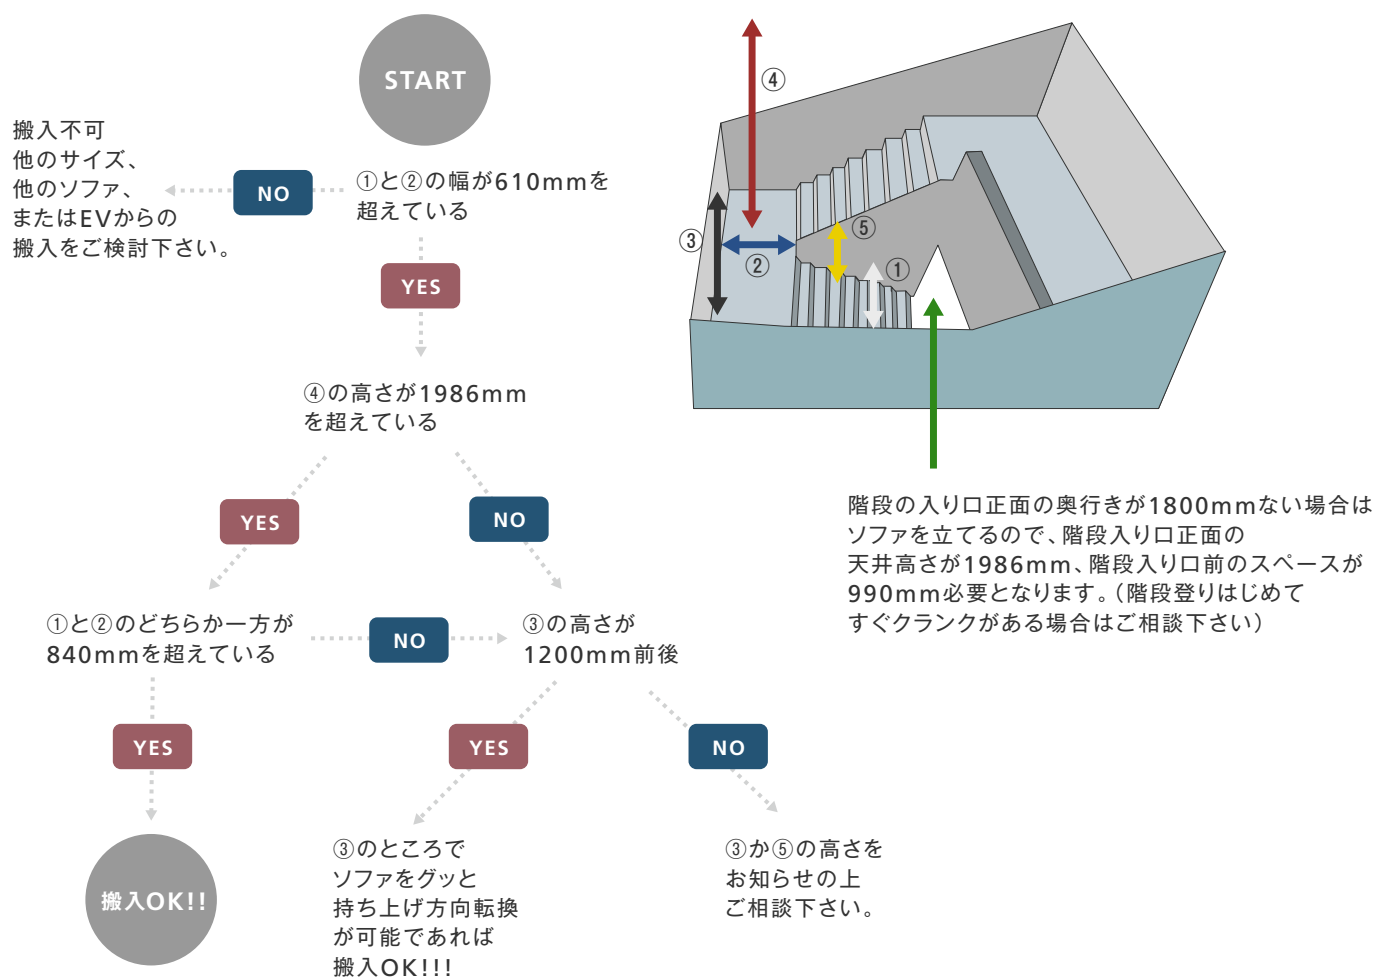 START
搬入不可
他のサイズ、
他のソファ、
またはEVからの
搬入をご検討下さい。
NO
①と②の幅が610mmを
超えている
YES
④の高さが1986mm
を超えている
YES
NO
①と②のどちらか一方が
840mmを超えている
NO
③の高さが
1200mm前後
YES
YES
NO
搬入OK!!
③のところで
ソファをグッと
持ち上げ方向転換
が可能であれば
搬入OK!!!
③か⑤の高さを
お知らせの上
ご相談下さい。
④
③
②
⑤
①
階段の入り口正面の奥行きが1800mmない場合は
ソファを立てるので、階段入り口正面の
天井高さが1986mm、階段入り口前のスペースが
990mm必要となります。（階段登りはじめて
すぐクランクがある場合はご相談下さい）